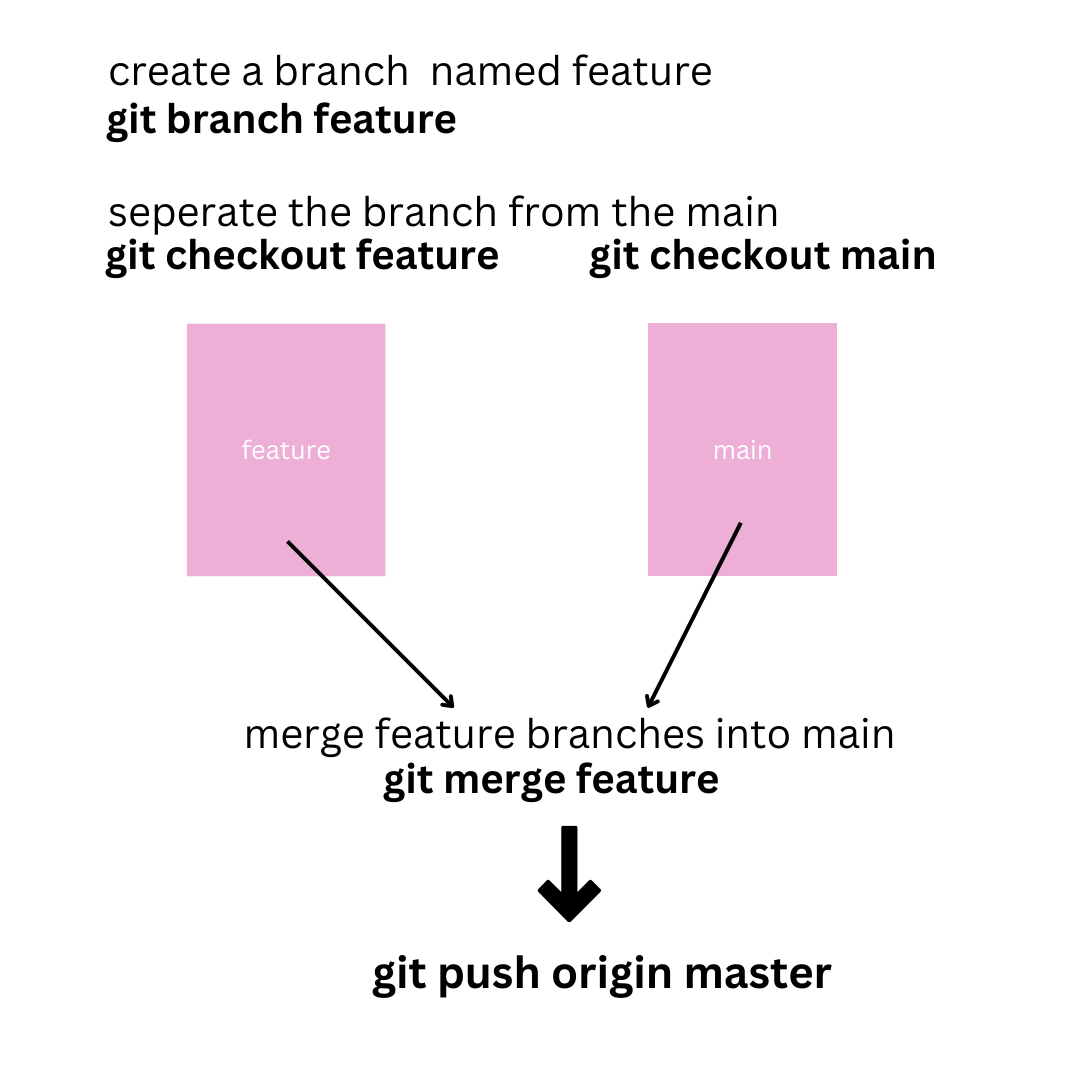 create a branch  named feature
git branch feature
seperate the branch from the main
git checkout feature
git checkout main
feature
main
merge feature branches into main
git merge feature
git push origin master